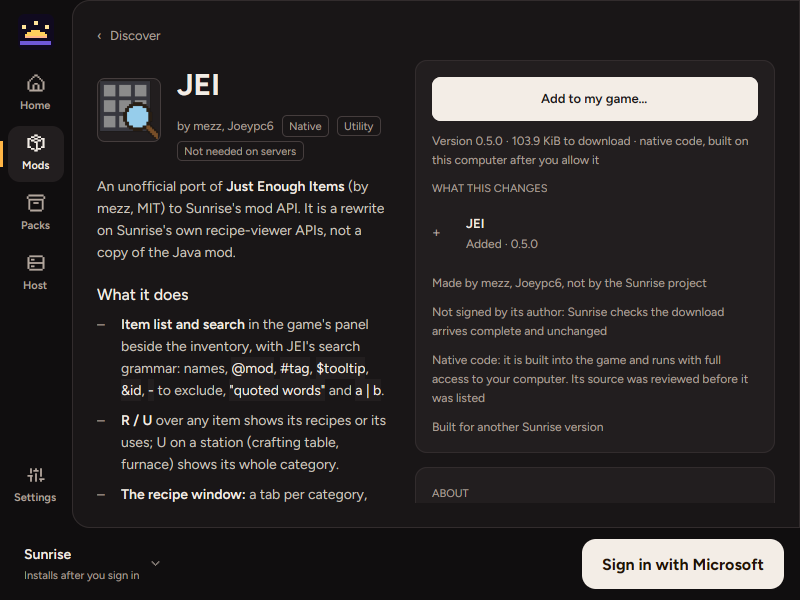 Home
Mods
Packs
Host
Settings
‹ Discover
JEI
by mezz, Joeypc6 Native Utility
Not needed on servers
An unofficial port of Just Enough Items (by
mezz, MIT) to Sunrise's mod API. It is a rewrite
on Sunrise's own recipe-viewer APIs, not a
copy of the Java mod.
What it does
– Item list and search in the game's panel
beside the inventory, with JEI's search
grammar: names, @mod, #tag, $tooltip,
&id, - to exclude, "quoted words" and a | b.
– R / U over any item shows its recipes or its
uses; U on a station (crafting table,
furnace) shows its whole category.
– The recipe window: a tab per category,
Add to my game…
Version 0.5.0 · 103.9 KiB to download · native code, built on
this computer after you allow it
WHAT THIS CHANGES
+ JEI
Added · 0.5.0
Made by mezz, Joeypc6, not by the Sunrise project
Not signed by its author: Sunrise checks the download
arrives complete and unchanged
Native code: it is built into the game and runs with full
access to your computer. Its source was reviewed before it
was listed
Built for another Sunrise version
ABOUT
Sunrise
Installs after you sign in
Sign in with Microsoft